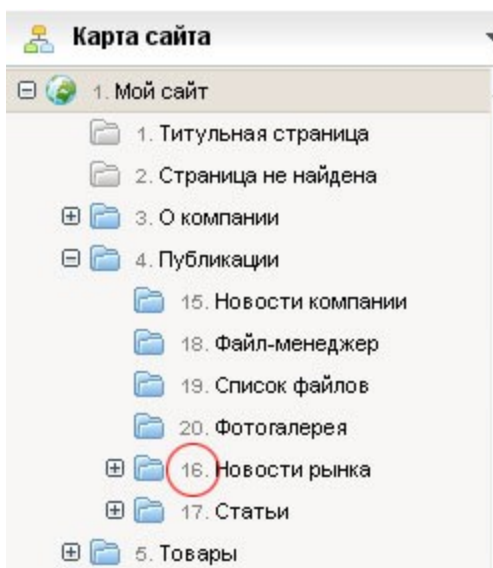 Карта сайта
1. Мой сайт
1. Титульная страница
2. Страница не найдена
3. О компании
4. Публикации
15. Новости компании
18. Файл-менеджер
19. Список файлов
20. Фотогалерея
16. Новости рынка
17. Статьи
5. Товары